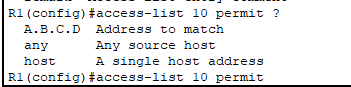 R1(config)#access-list 10 permit ?
  A.B.C.D  Address to match
  any      Any source host
  host     A single host address
R1(config)#access-list 10 permit